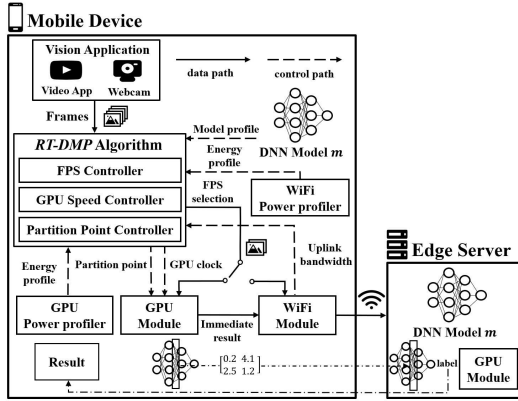 Mobile Device
Vision Application
Video App
Webcam
data path
control path
Frames
RT-DMP Algorithm
FPS Controller
GPU Speed Controller
Partition Point Controller
Model profile
Energy
profile
DNN Model m
FPS
selection
WiFi
Power profiler
Energy
profile
Partition point
GPU clock
Uplink
bandwidth
GPU
Power profiler
GPU
Module
Immediate
result
WiFi
Module
Result
0.2 4.1
2.5 1.2
Edge Server
DNN Model m
label
GPU
Module